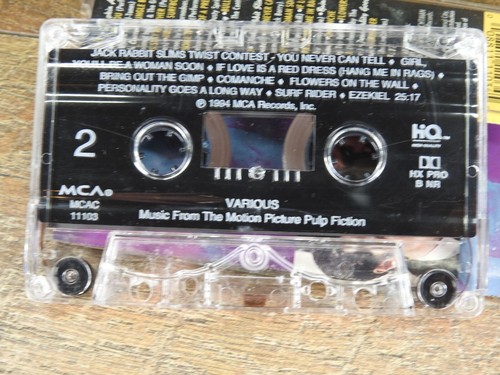 JACK RABBIT SLIMS TWIST CONTEST - YOU NEVER CAN TELL ♦ GIRL,
YOU'LL BE A WOMAN SOON ♦ IF LOVE IS A RED DRESS (HANG ME IN RAGS) ♦
BRING OUT THE GIMP ♦ COMANCHE ♦ FLOWERS ON THE WALL ♦
PERSONALITY GOES A LONG WAY ♦ SURF RIDER ♦ EZEKIEL 25:17
℗ 1994 MCA Records, Inc.
2
HQ
HIGH QUALITY
HX PRO
B NR
MCA®
MCAC
11103
VARIOUS
Music From The Motion Picture Pulp Fiction